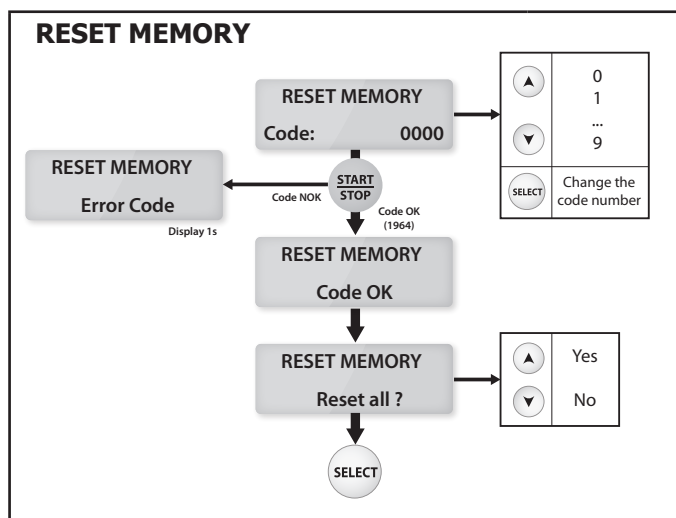 RESET MEMORY
RESET MEMORY
Code: 0000
0
1
...
9
SELECT
Change the
code number
START
STOP
Code NOK
RESET MEMORY
Error Code
Display 1s
Code OK
(1964)
RESET MEMORY
Code OK
RESET MEMORY
Reset all ?
Yes
No
SELECT